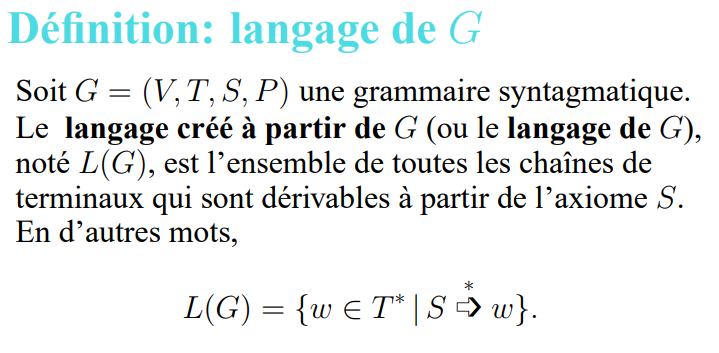 Définition: langage de G
Soit G = (V, T, S, P) une grammaire syntagmatique.
Le langage créé à partir de G (ou le langage de G),
noté L(G), est l’ensemble de toutes les chaînes de
terminaux qui sont dérivables à partir de l’axiome S.
En d’autres mots,
L(G) = {w ∈ T* | S ⇒* w}.